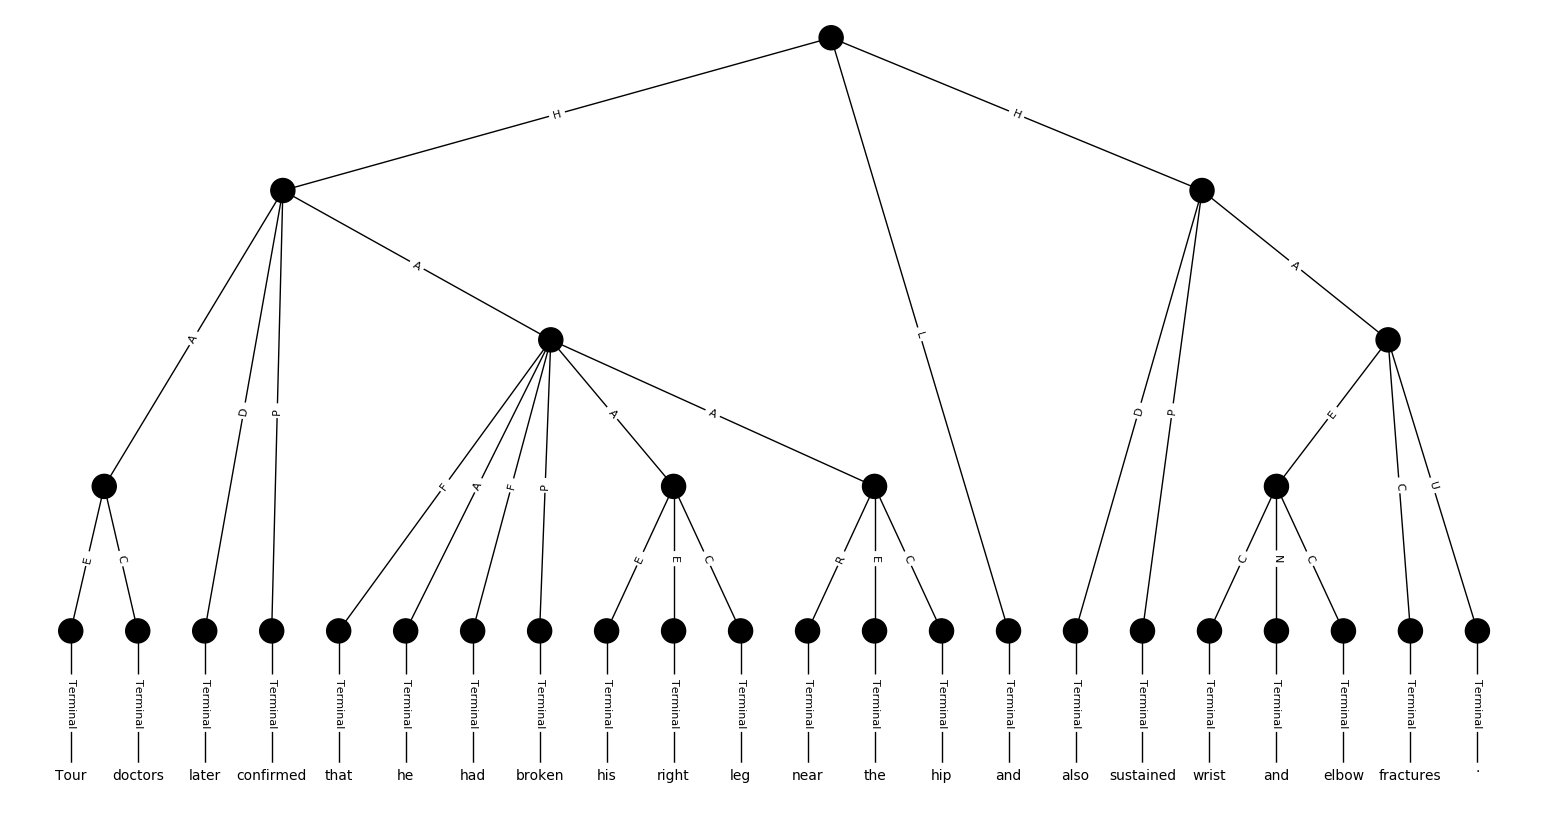 H H
A D P A L D P A
F A F P A A E C U
E C E E C R E C C N C
Terminal Terminal Terminal Terminal Terminal Terminal Terminal Terminal Terminal Terminal Terminal Terminal Terminal Terminal Terminal Terminal Terminal Terminal Terminal Terminal Terminal Terminal
Tour doctors later confirmed that he had broken his right leg near the hip and also sustained wrist and elbow fractures .